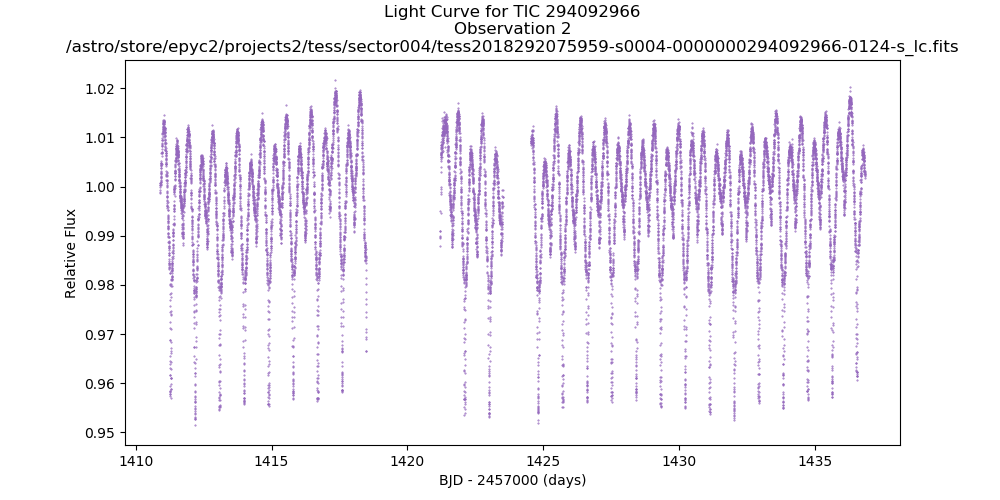 Light Curve for TIC 294092966
Observation 2
/astro/store/epyc2/projects2/tess/sector004/tess2018292075959-s0004-0000000294092966-0124-s_lc.fits
1.02
1.01
1.00
0.99
0.98
0.97
0.96
0.95
Relative Flux
1410 1415 1420 1425 1430 1435
BJD - 2457000 (days)